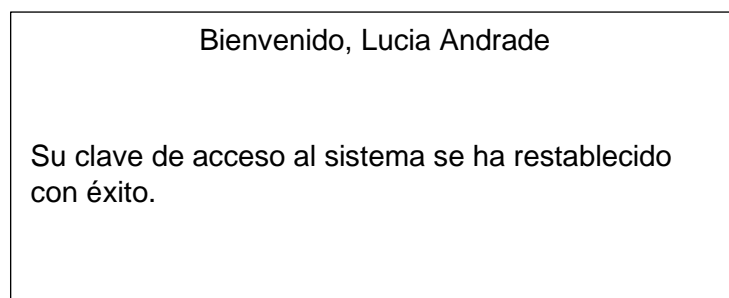 Bienvenido, Lucia Andrade
Su clave de acceso al sistema se ha restablecido
con éxito.